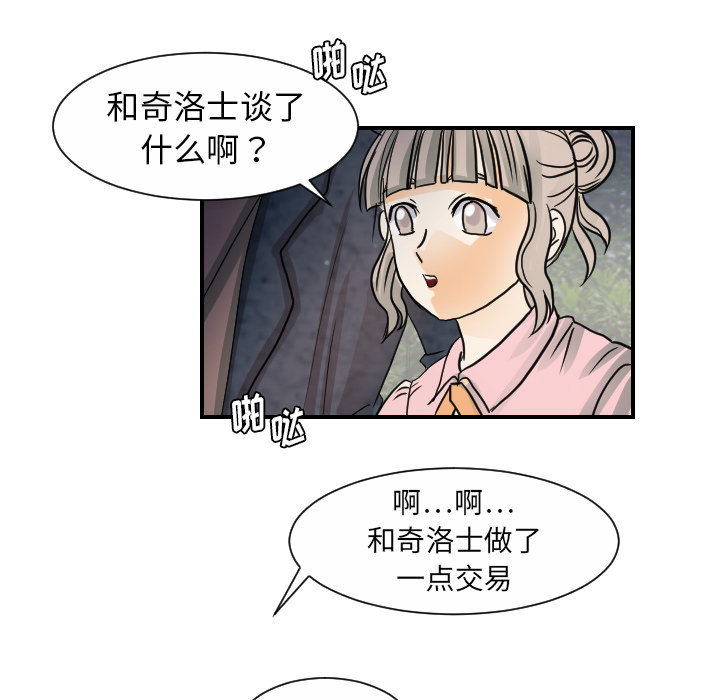 啪
哒
和奇洛士谈了
什么啊？
啪
哒
啊...啊...
和奇洛士做了
一点交易